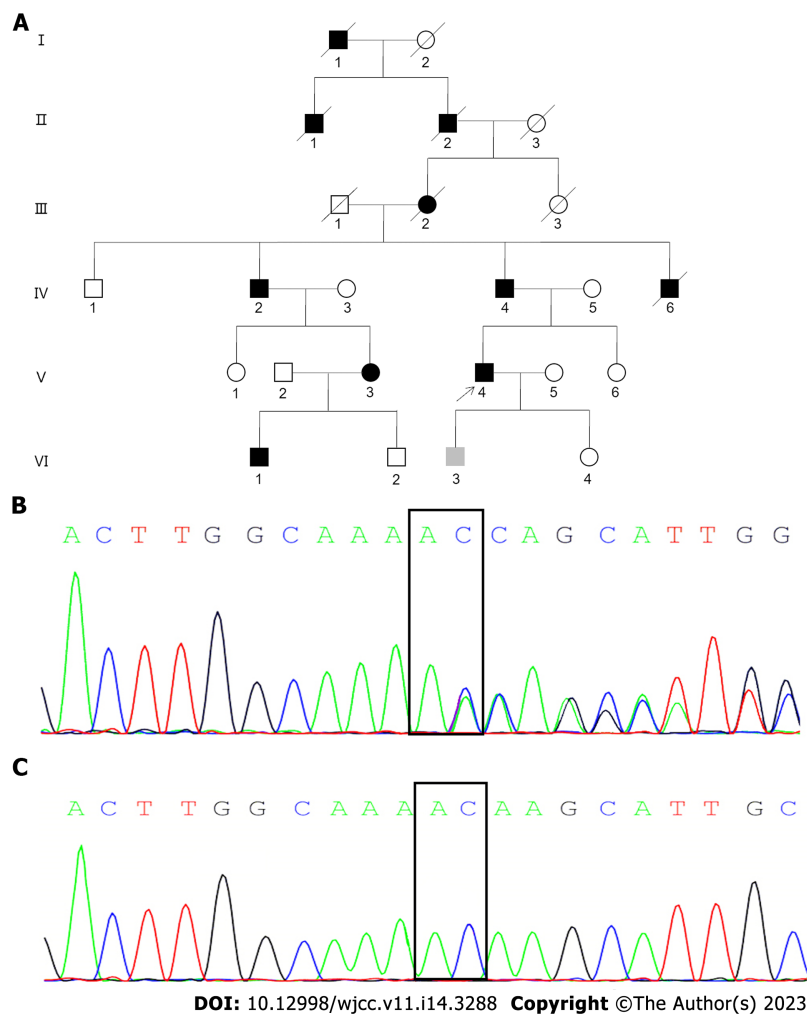 A
I
1 2
II
1 2 3
III
1 2 3
IV
1 2 3 4 5 6
V
1 2 3 4 5 6
VI
1 2 3 4
B
A C T T G G C A A A A C C A G C A T T G G
C
A C T T G G C A A A A C A A G C A T T G C
DOI: 10.12998/wjcc.v11.i14.3288 Copyright ©The Author(s) 2023